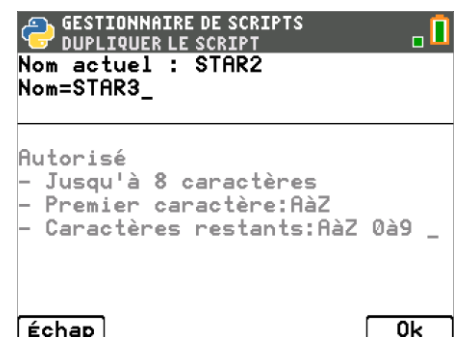 GESTIONNAIRE DE SCRIPTS
DUPLIQUER LE SCRIPT
Nom actuel : STAR2
Nom=STAR3_
Autorisé
- Jusqu'à 8 caractères
- Premier caractère:AàZ
- Caractères restants:AàZ 0à9 _
Échap
Ok